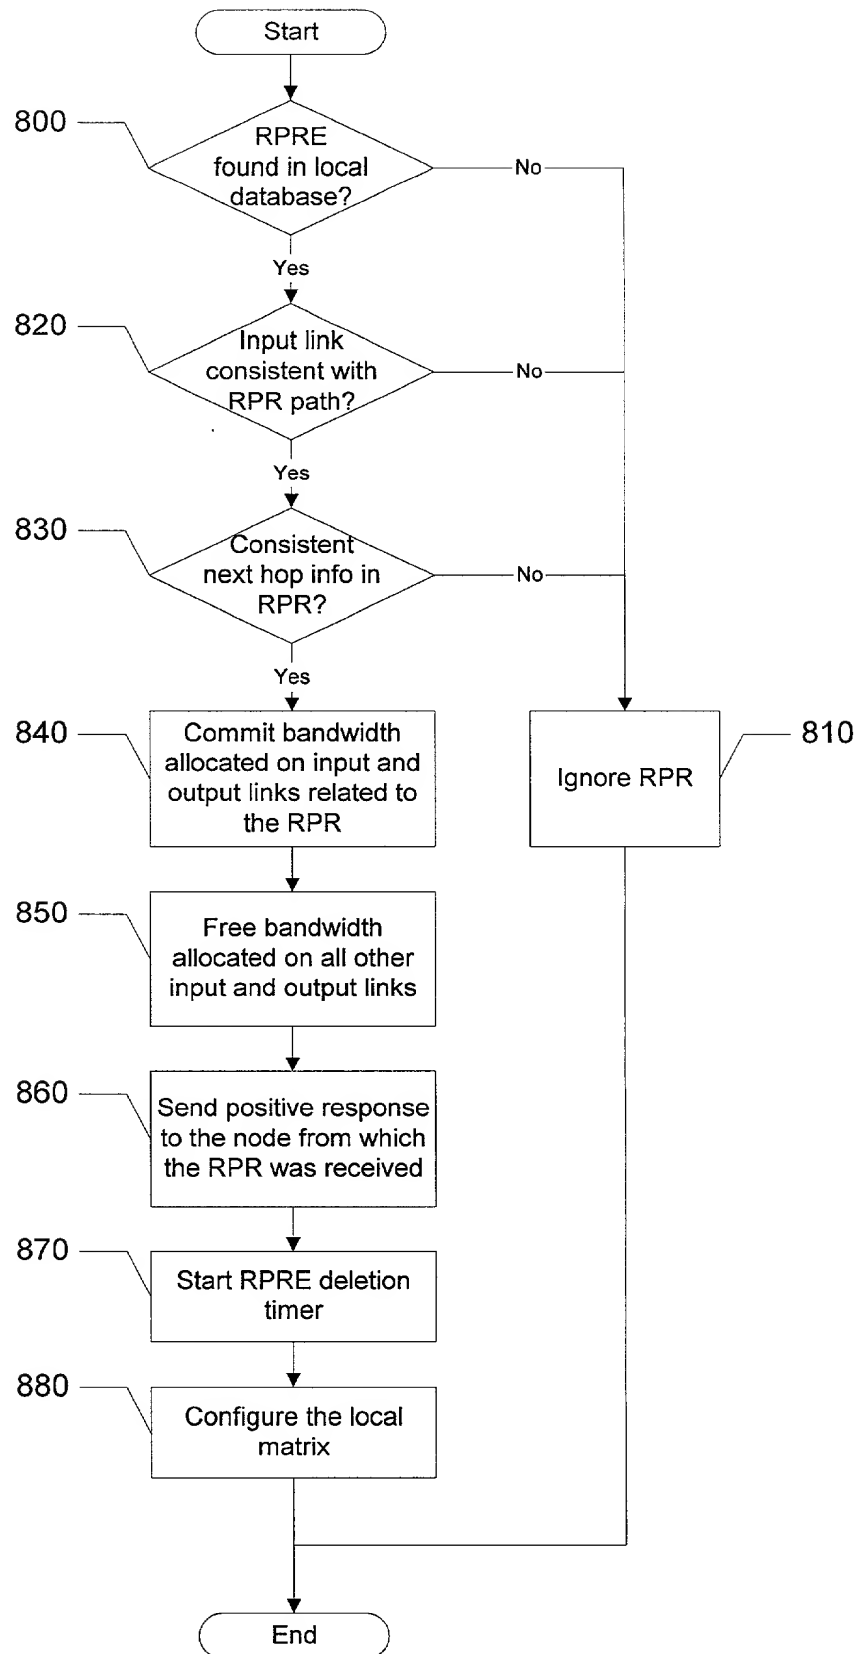 Start
800
RPRE
found in local
database?
No
Yes
820
Input link
consistent with
RPR path?
No
Yes
830
Consistent
next hop info in
RPR?
No
Yes
840
Commit bandwidth
allocated on input and
output links related to
the RPR
Ignore RPR
810
850
Free bandwidth
allocated on all other
input and output links
860
Send positive response
to the node from which
the RPR was received
870
Start RPRE deletion
timer
880
Configure the local
matrix
End